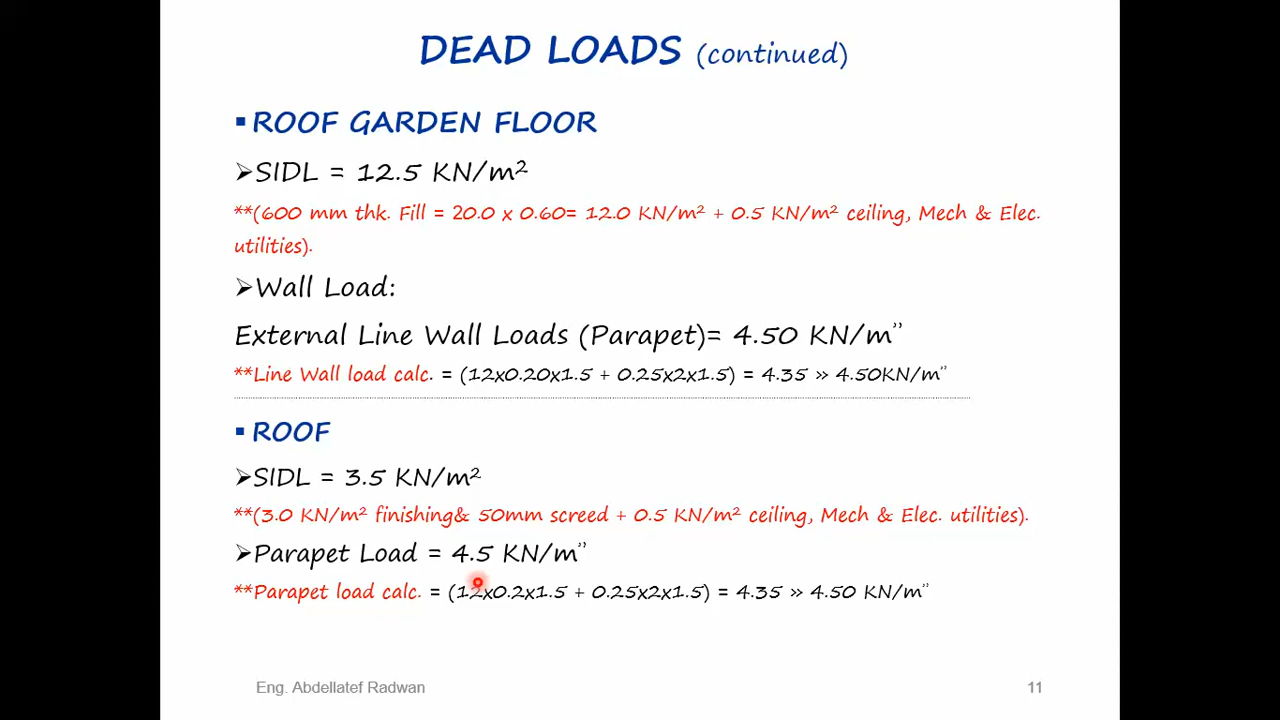 DEAD LOADS (continued)
▪ ROOF GARDEN FLOOR
➢SIDL = 12.5 KN/m²
**(600 mm thk. Fill = 20.0 x 0.60= 12.0 KN/m² + 0.5 KN/m² ceiling, Mech & Elec.
utilities).
➢Wall Load:
External Line Wall Loads (Parapet)= 4.50 KN/m”
**Line Wall load calc. = (12x0.20x1.5 + 0.25x2x1.5) = 4.35 » 4.50KN/m”
▪ ROOF
➢SIDL = 3.5 KN/m²
**(3.0 KN/m² finishing& 50mm screed + 0.5 KN/m² ceiling, Mech & Elec. utilities).
➢Parapet Load = 4.5 KN/m”
**Parapet load calc. = (12x0.2x1.5 + 0.25x2x1.5) = 4.35 » 4.50 KN/m”
Eng. Abdellatef Radwan
11